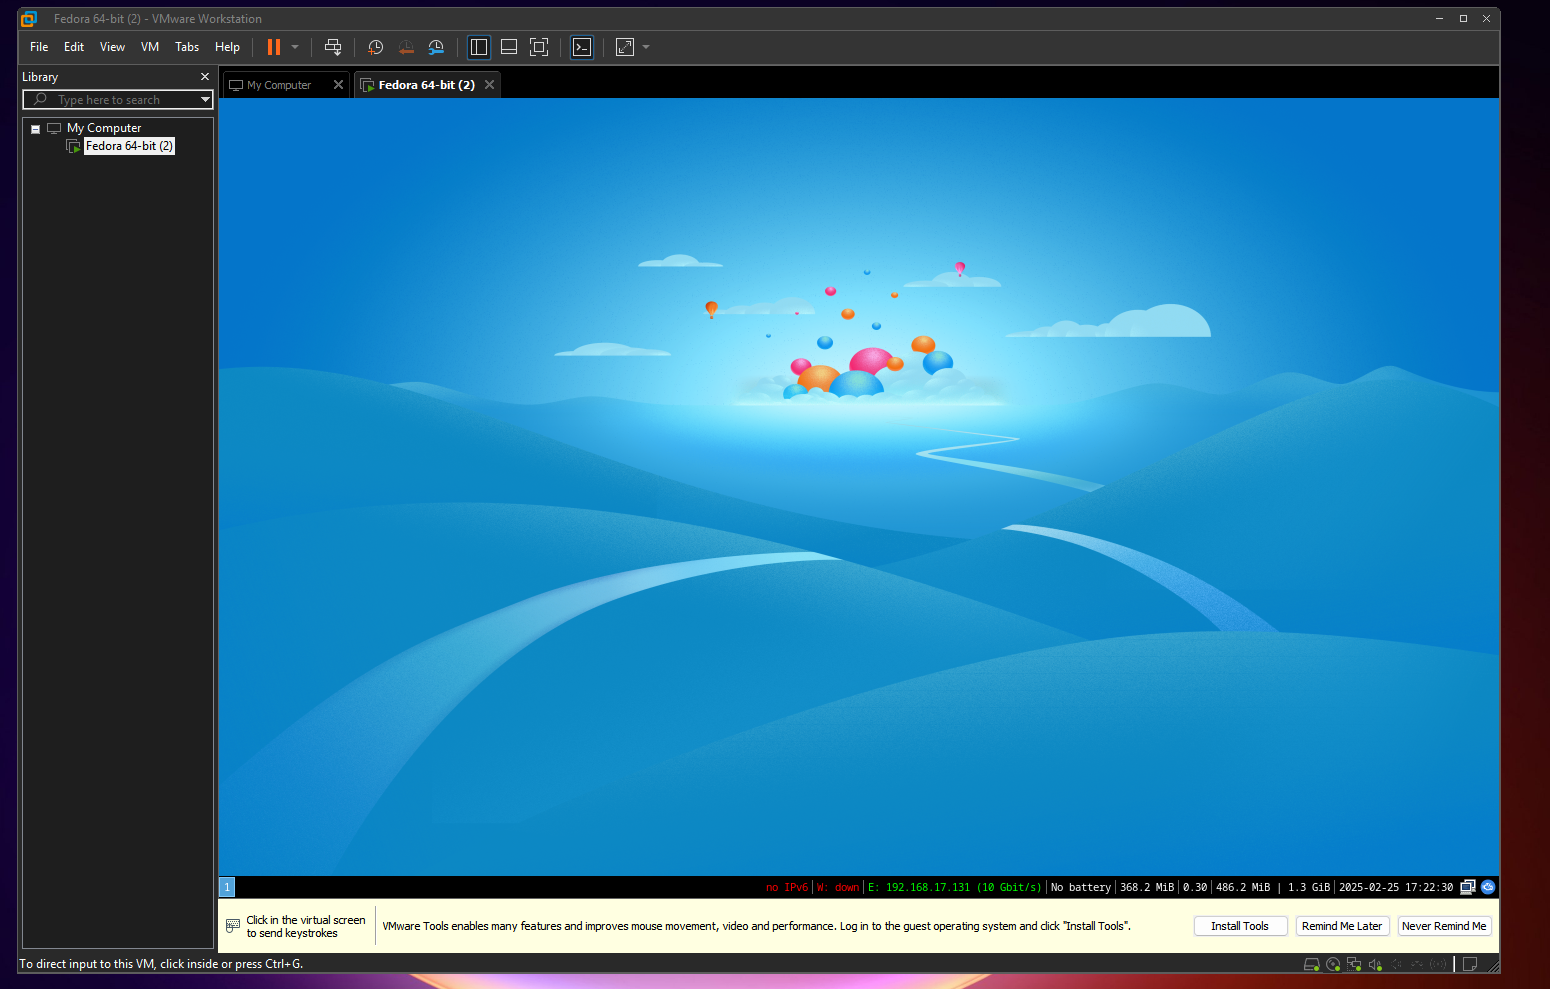 Fedora 64-bit (2) - VMware Workstation
File Edit View VM Tabs Help
Library
My Computer
Fedora 64-bit (2)
Type here to search
My Computer
Fedora 64-bit (2)
1
no IPv6 | W: down | E: 192.168.17.131 (10 Gbit/s) | No battery | 368.2 MiB | 0.30 | 486.2 MiB | 1.3 GiB | 2025-02-25 17:22:30
Click in the virtual screen
to send keystrokes
VMware Tools enables many features and improves mouse movement, video and performance. Log in to the guest operating system and click "Install Tools".
Install Tools
Remind Me Later
Never Remind Me
To direct input to this VM, click inside or press Ctrl+G.